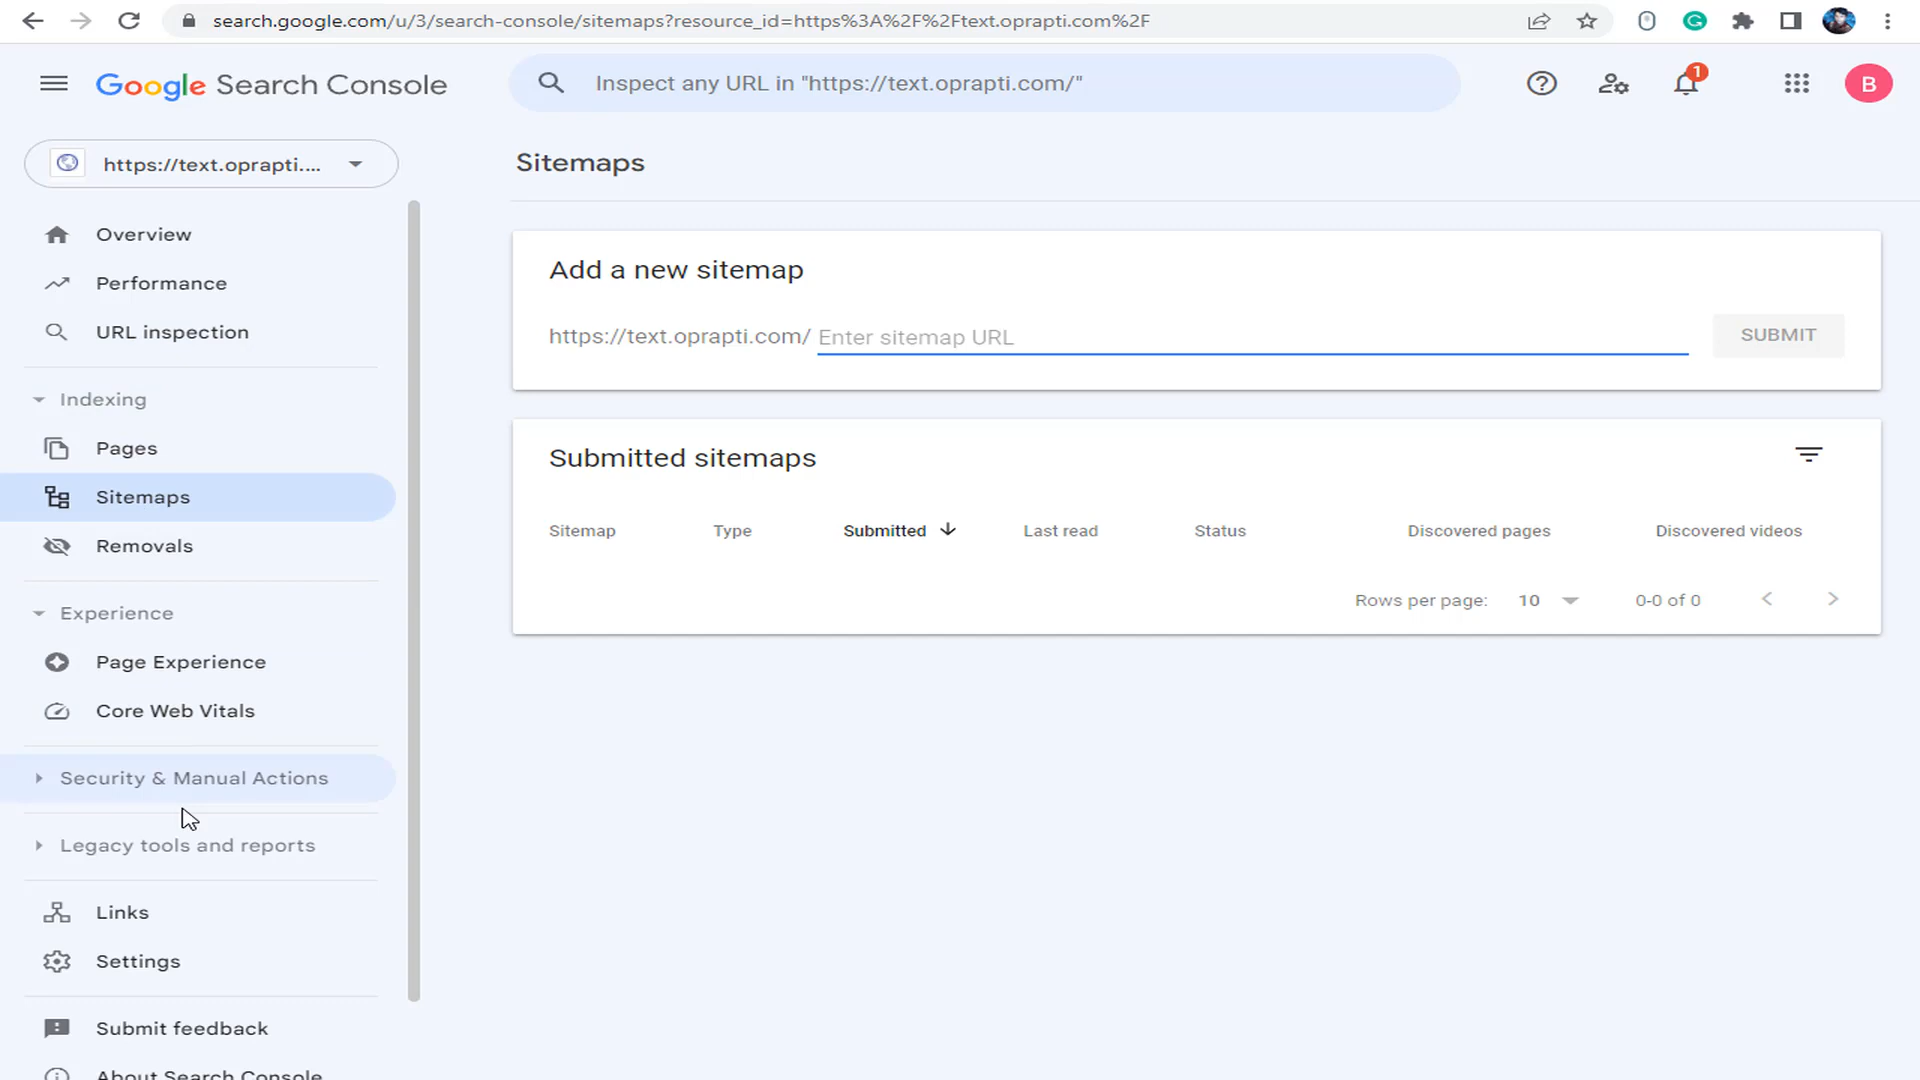 search.google.com/u/3/search-console/sitemaps?resource_id=https%3A%2F%2Ftext.oprapti.com%2F
Google Search Console
Inspect any URL in "https://text.oprapti.com/"
1
B
https://text.oprapti....
Sitemaps
Overview
Performance
URL inspection
Indexing
Pages
Sitemaps
Removals
Experience
Page Experience
Core Web Vitals
Security & Manual Actions
Legacy tools and reports
Links
Settings
Submit feedback
About Search Console
Add a new sitemap
https://text.oprapti.com/ Enter sitemap URL
SUBMIT
Submitted sitemaps
Sitemap Type Submitted Last read Status Discovered pages Discovered videos
Rows per page: 10 0-0 of 0